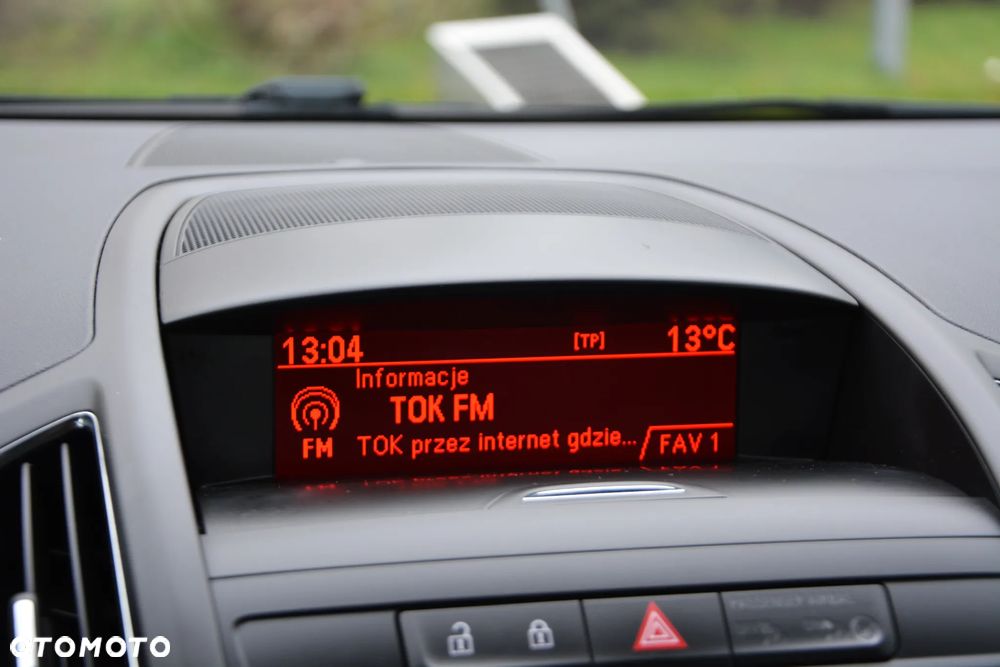 13:04 [TP] 13°C
Informacje
TOK FM
FM TOK przez internet gdzie... FAV 1
OTOMOTO